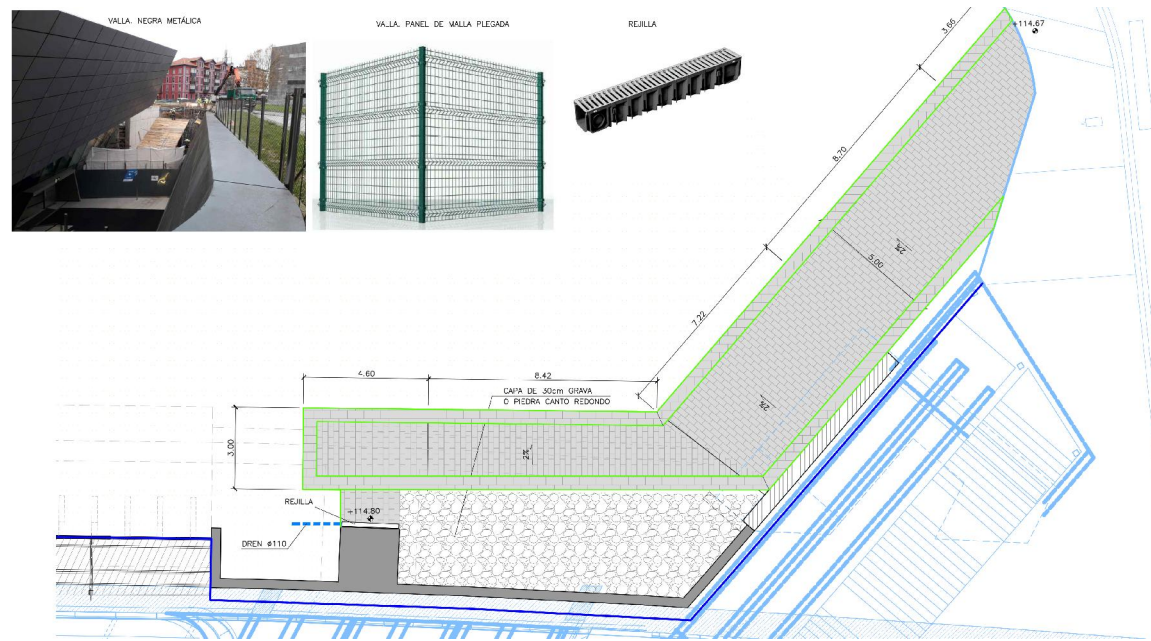 VALLA. NEGRA METÁLICA
VALLA. PANEL DE MALLA PLEGADA
REJILLA
+114.67
3.66
8.70
7.22
5.00
2%
2%
4.60
8.42
CAPA DE 30cm GRAVA
O PIEDRA CANTO REDONDO
3.00
2%
REJILLA
+114.80
DREN ø110